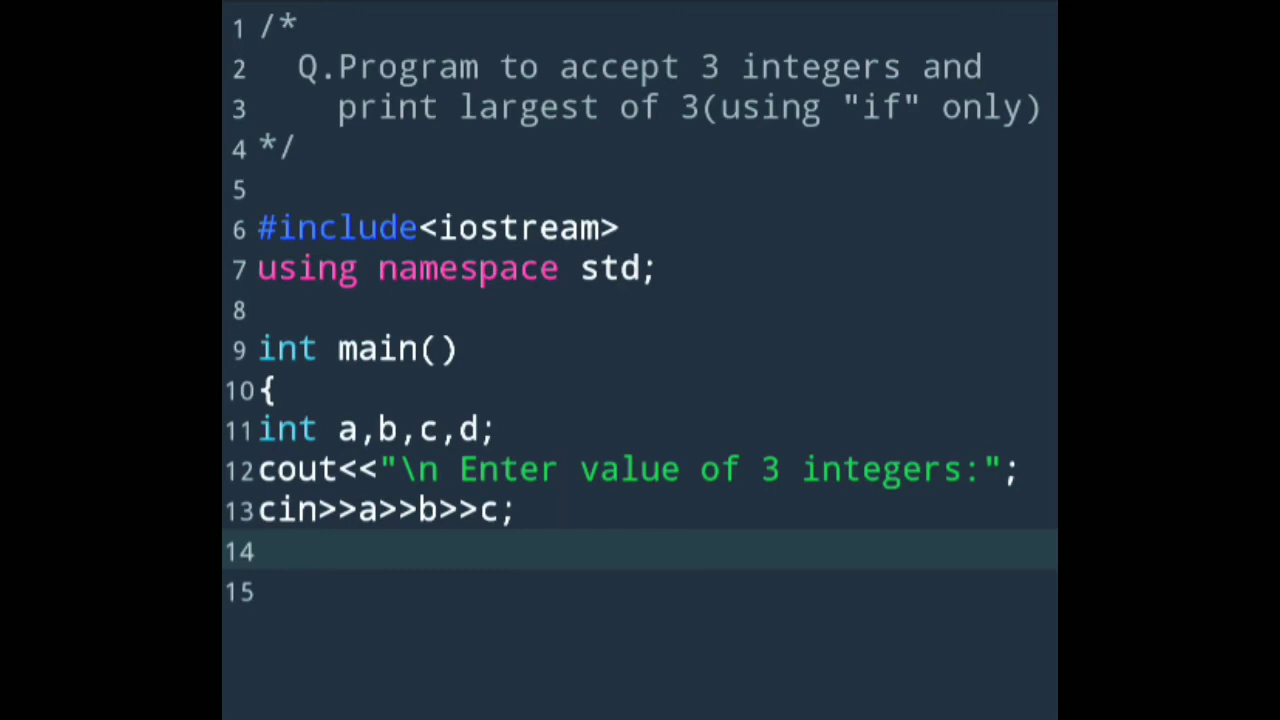 1 /*
2 Q.Program to accept 3 integers and
3 print largest of 3(using "if" only)
4 */
5
6 #include<iostream>
7 using namespace std;
8
9 int main()
10 {
11 int a,b,c,d;
12 cout<<"\n Enter value of 3 integers:";
13 cin>>a>>b>>c;
14
15